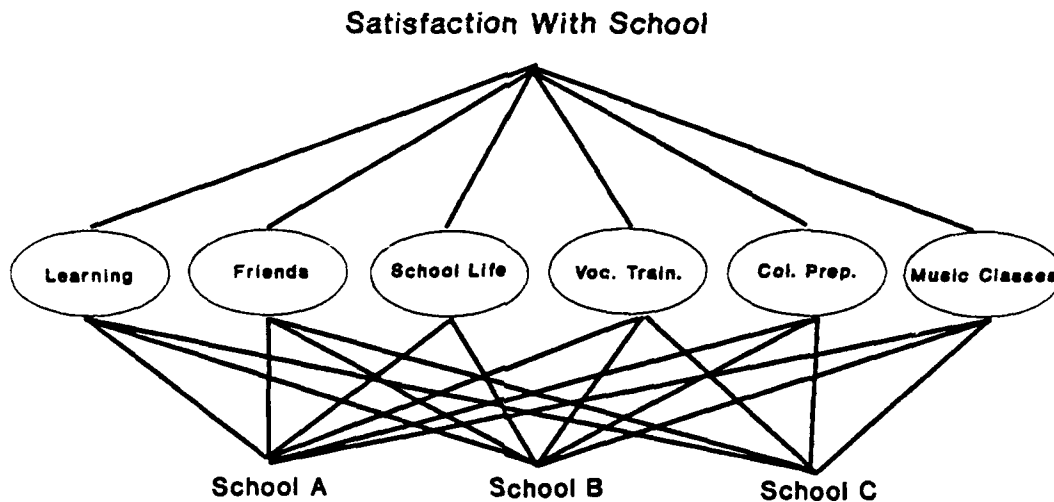 Satisfaction With School
Learning
Friends
School Life
Voc. Train.
Col. Prep.
Music Classes
School A
School B
School C